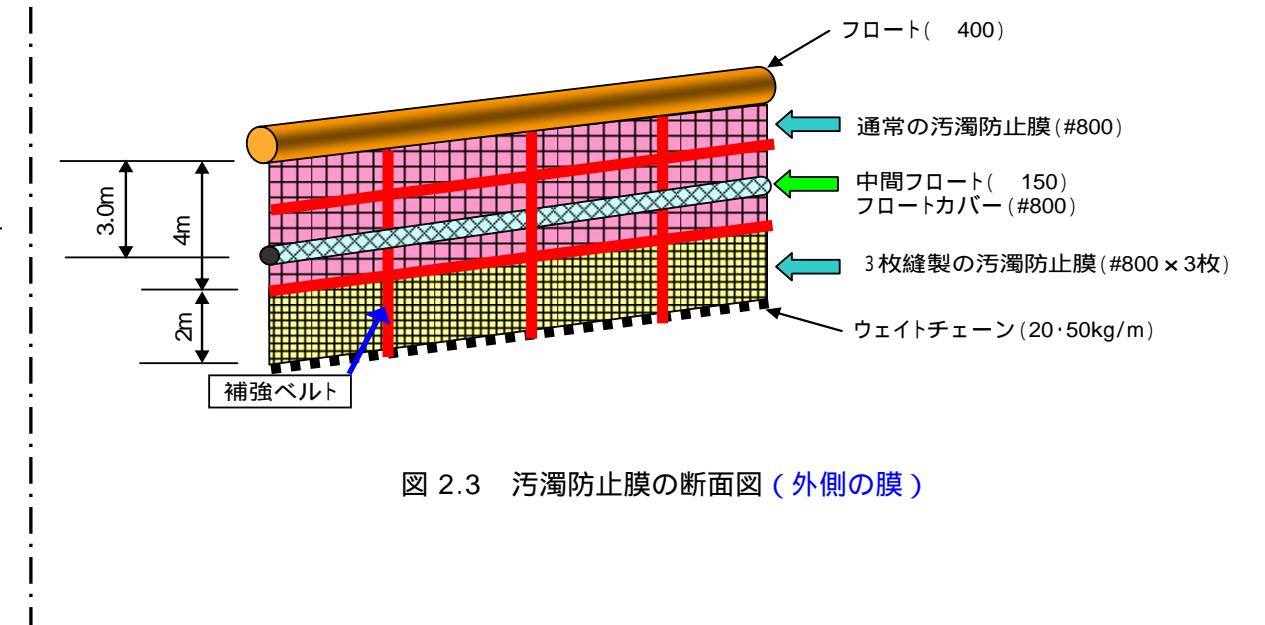 フロート(　400)
通常の汚濁防止膜(#800)
中間フロート(　150)
フロートカバー(#800)
3枚縫製の汚濁防止膜(#800×3枚)
ウェイトチェーン(20･50kg/m)
3.0m
4m
2m
補強ベルト
図 2.3　汚濁防止膜の断面図(外側の膜)